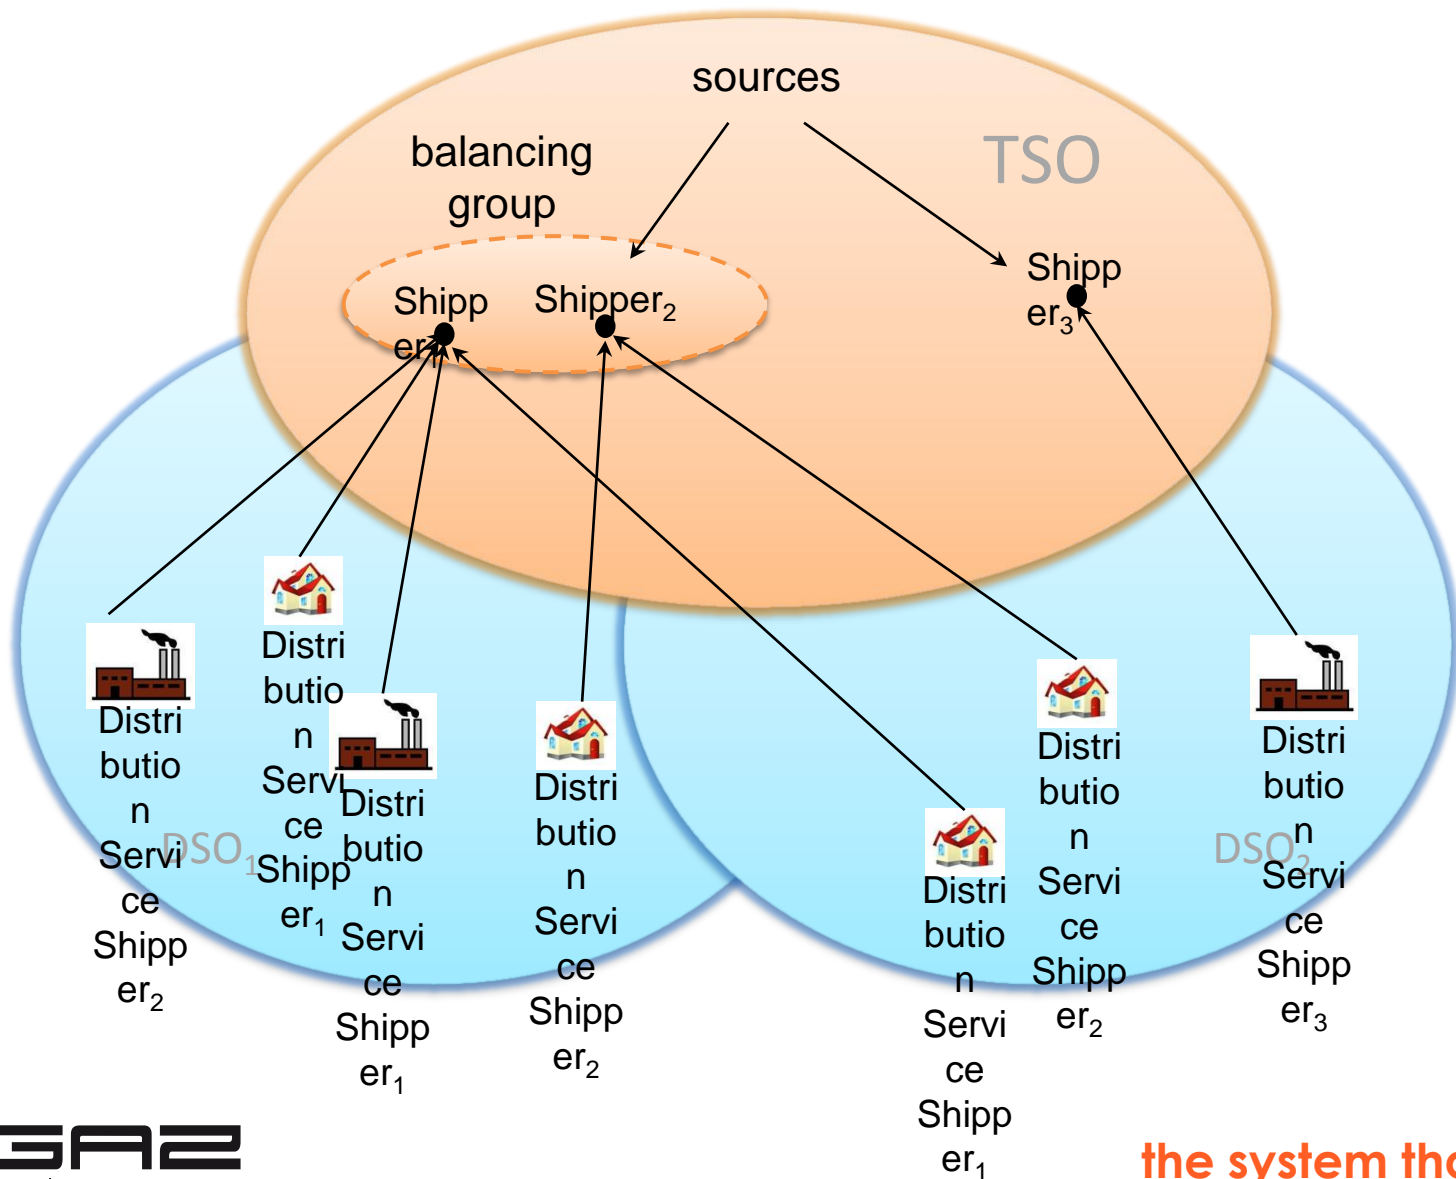 sources
TSO
balancing
group
Shipp
er1
Shipper2
Shipp
er3
Distri
butio
n
Servi
ce
Shipp
er2
Distri
butio
n
Servi
ce
Shipp
er1
Distri
butio
n
Servi
ce
Shipp
er1
Distri
butio
n
Servi
ce
Shipp
er2
Distri
butio
n
Servi
ce
Shipp
er1
Distri
butio
n
Servi
ce
Shipp
er2
Distri
butio
n
Servi
ce
Shipp
er3
DSO1
DSO2
GAZ
the system